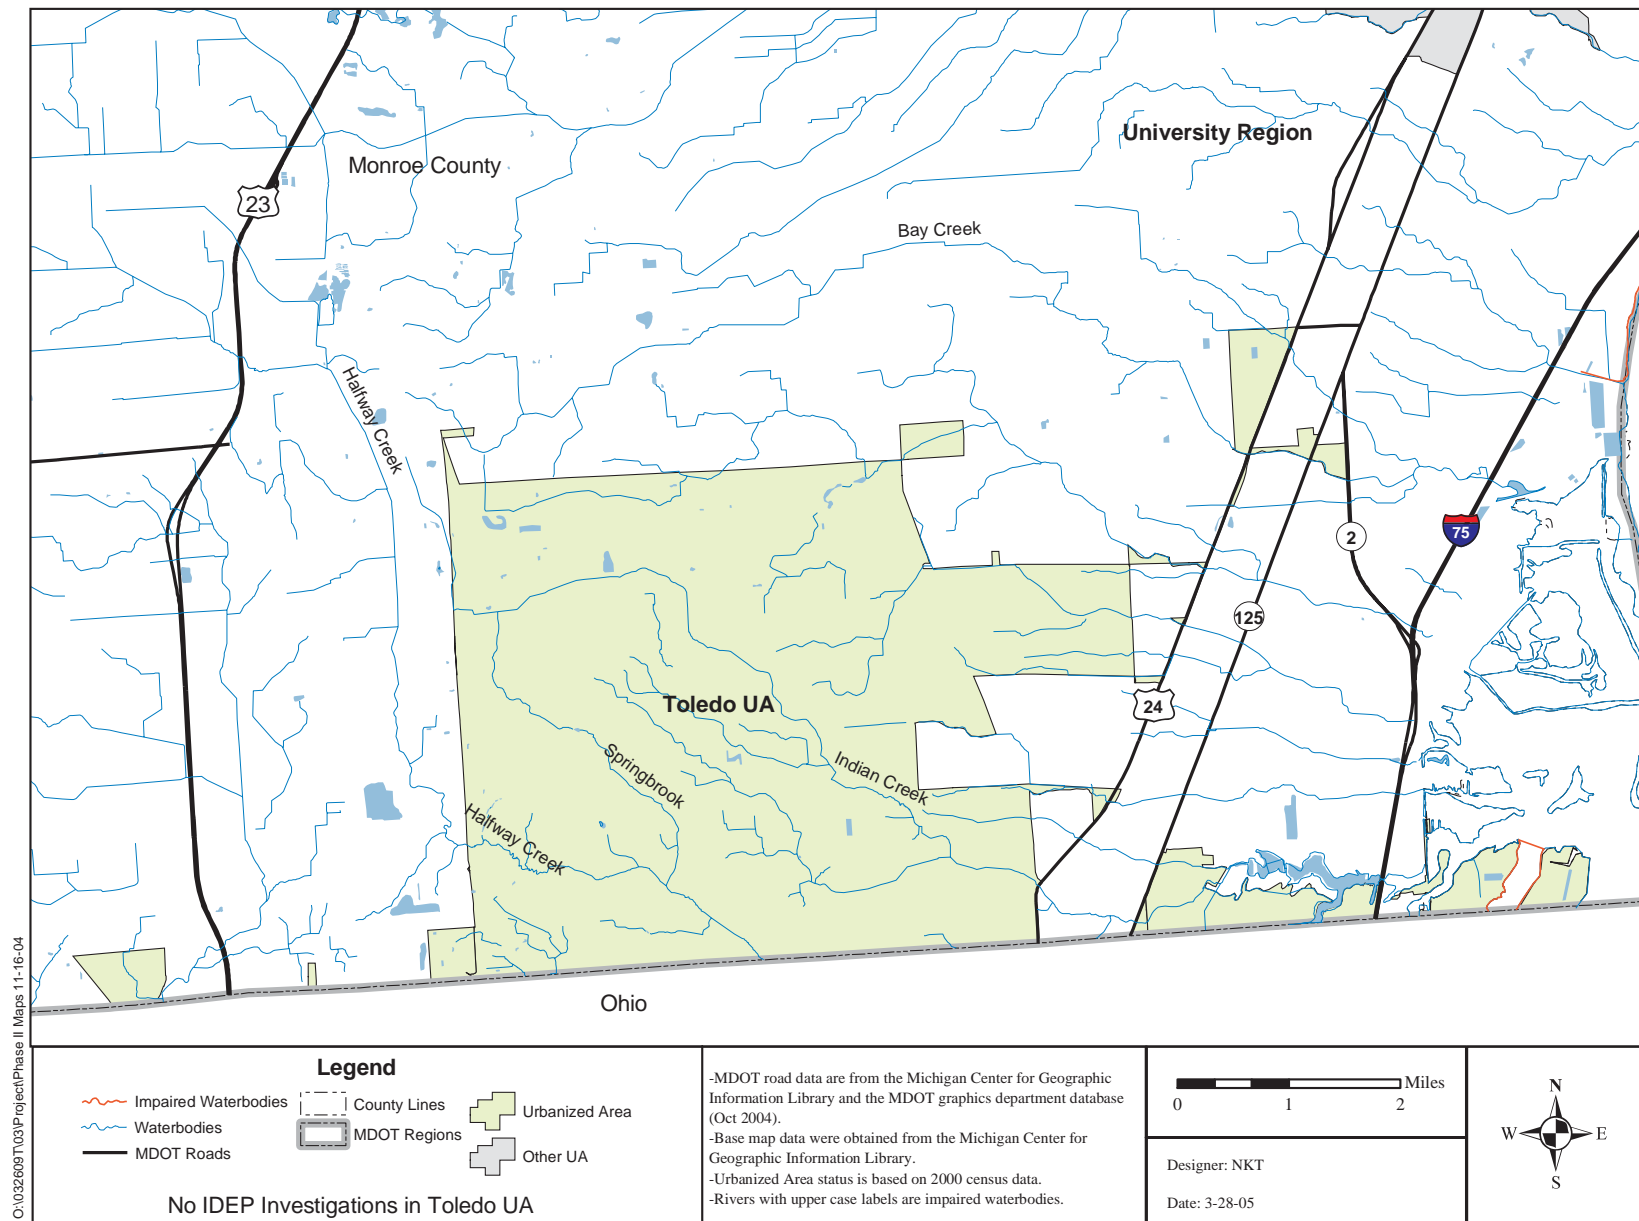 University Region
Monroe County
23
Bay Creek
Halfway Creek
2
75
125
Toledo UA
24
Springbrook
Indian Creek
Halfway Creek
Ohio
O:\032609T\03\Project\Phase II Maps 11-16-04
Legend
Impaired Waterbodies
Waterbodies
MDOT Roads
County Lines
MDOT Regions
Urbanized Area
Other UA
No IDEP Investigations in Toledo UA
-MDOT road data are from the Michigan Center for Geographic
Information Library and the MDOT graphics department database
(Oct 2004).
-Base map data were obtained from the Michigan Center for
Geographic Information Library.
-Urbanized Area status is based on 2000 census data.
-Rivers with upper case labels are impaired waterbodies.
Miles
0 1 2
Designer: NKT
Date: 3-28-05
N
W E
S